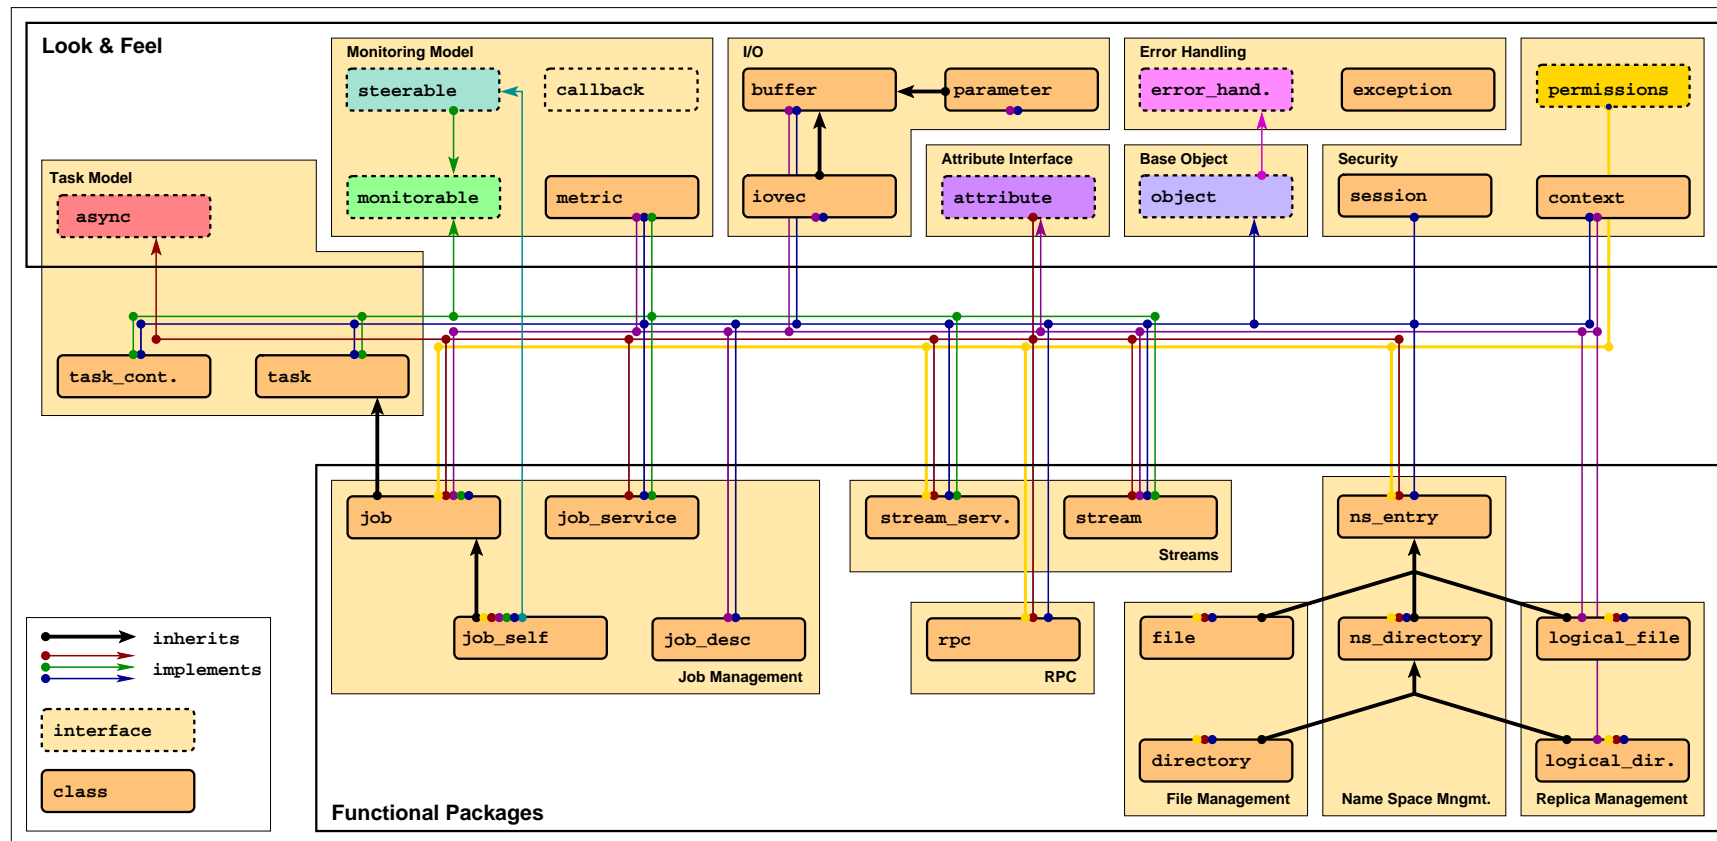 Look & Feel
Monitoring Model
I/O
Error Handling
steerable
callback
buffer
parameter
error_hand.
exception
permissions
Task Model
Attribute Interface
Base Object
Security
async
monitorable
metric
iovec
attribute
object
session
context
task_cont.
task
job
job_service
stream_serv.
stream
ns_entry
Streams
job_self
job_desc
rpc
file
ns_directory
logical_file
Job Management
RPC
inherits
implements
interface
class
directory
logical_dir.
File Management
Name Space Mngmt.
Replica Management
Functional Packages